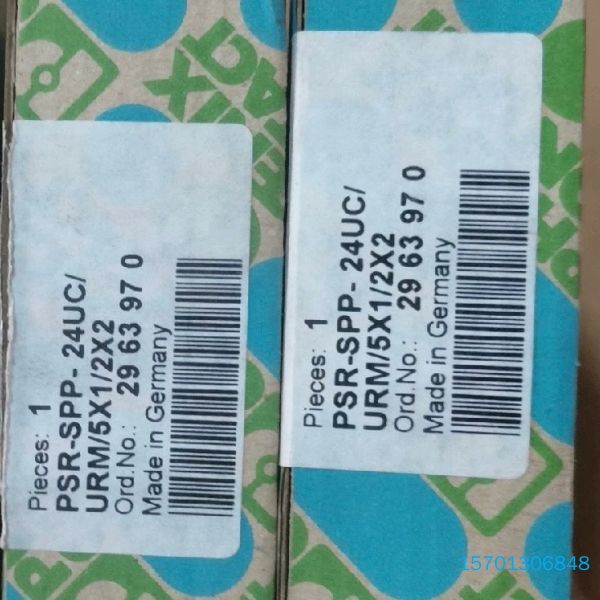 Pieces: 1
PSR-SPP- 24UC/
URM/5X1/2X2
Ord.No.: 29 63 97 0
Made in Germany
Pieces: 1
PSR-SPP- 24UC/
URM/5X1/2X2
Ord.No.: 29 63 97 0
Made in Germany
15701306848